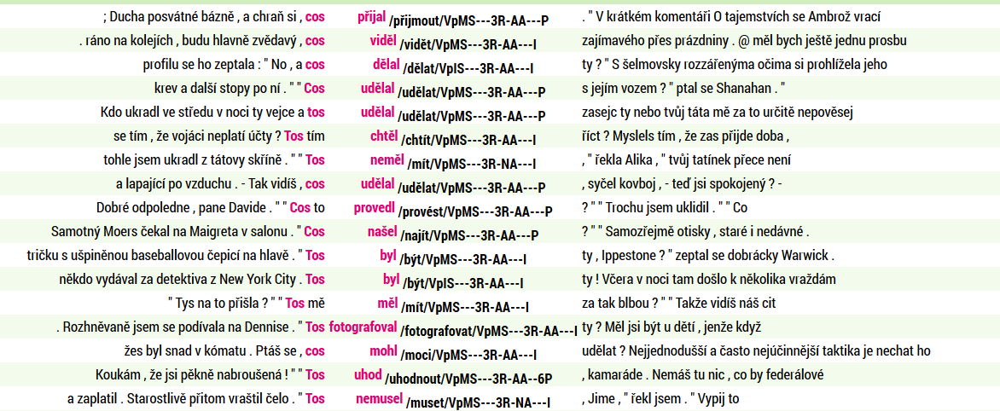 ; Ducha posvátné bázně , a chraň si , cos přijal /přijmout/VpMS---3R-AA---P . " V krátkém komentáři O tajemstvích se Ambrož vrací
. ráno na kolejích , budu hlavně zvědavý , cos viděl /vidět/VpMS---3R-AA---I zajímavého přes prázdniny . @ měl bych ještě jednu prosbu
profilu se ho zeptala : " No , a cos dělal /dělat/VpIS---3R-AA---I ty ? " S šelmovsky rozzářenýma očima si prohlížela jeho
krev a další stopy po ní . " " Cos udělal /udělat/VpMS---3R-AA---P s jejím vozem ? " ptal se Shanahan . "
Kdo ukradl ve středu v noci ty vejce a tos udělal /udělat/VpMS---3R-AA---P zasejc ty nebo tvůj táta mě za to určitě nepověsej
se tím , že vojáci neplatí účty ? Tos tím chtěl /chtít/VpMS---3R-AA---I říct ? Myslels tím , že zas přijde doba ,
tohle jsem ukradl z tátovy skříně . " " Tos neměl /mít/VpMS---3R-NA---I , " řekla Alika , " tvůj tatínek přece není
a lapající po vzduchu . - Tak vidíš , cos udělal /udělat/VpMS---3R-AA---P , syčel kovboj , - teď jsi spokojený ? -
Dobré odpoledne , pane Davide . " " Cos to provedl /provést/VpMS---3R-AA---P ? " " Trochu jsem uklidil . " " Co
Samotný Moers čekal na Maigreta v salonu . " Cos našel /najít/VpMS---3R-AA---P ? " " Samozřejmě otisky , staré i nedávné .
tričku s ušpiněnou baseballovou čepicí na hlavě . " Tos byl /být/VpMS---3R-AA---I ty , Ippestone ? " zeptal se dobrácky Warwick .
někdo vydával za detektiva z New York City . Tos byl /být/VpIS---3R-AA---I ty ! Včera v noci tam došlo k několika vraždám
" Tys na to přišla ? " " Tos mě měl /mít/VpMS---3R-AA---I za tak blbou ? " " Takže vidíš náš cit
. Rozhněvaně jsem se podívala na Dennise . " Tos fotografoval /fotografovat/VpMS---3R-AA---I ty ? Měl jsi být u dětí , jenže když
žes byl snad v kómatu . Ptáš se , cos mohl /moci/VpMS---3R-AA---I udělat ? Nejjednodušší a často nejúčinnější taktika je nechat ho
Koukám , že jsi pěkně nabroušená ! " " Tos uhod /uhodnout/VpMS---3R-AA--6P , kamaráde . Nemáš tu nic , co by federálové
a zaplatil . Starostlivě přitom vraštil čelo . " Tos nemusel /muset/VpMS---3R-NA---I , Jime , " řekl jsem . " Vypij to